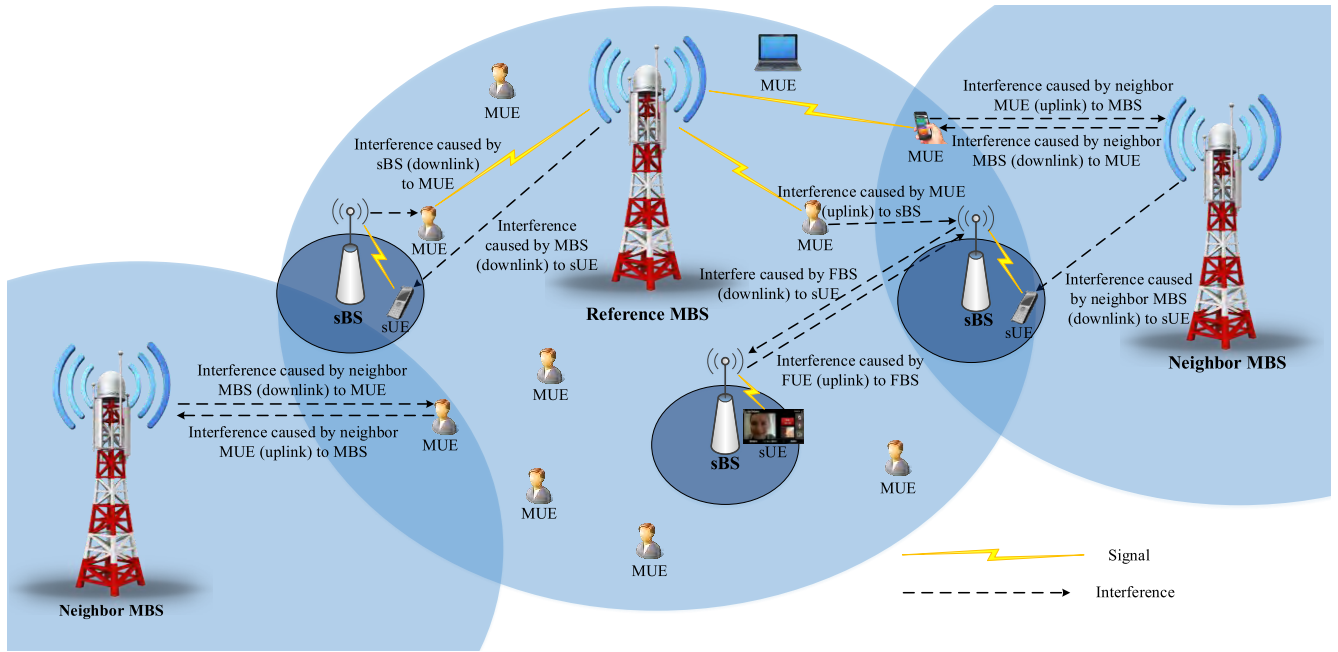 MUE
MUE
Interference caused by neighbor
MUE (uplink) to MBS
Interference caused by
sBS (downlink)
to MUE
MUE
Interference caused by neighbor
MBS (downlink) to MUE
Interference caused by MUE
(uplink) to sBS
MUE
MUE
Interference
caused by MBS
(downlink) to sUE
Interfere caused by FBS
(downlink) to sUE
Interference caused
by neighbor MBS
(downlink) to sUE
sBS
sUE
Reference MBS
sBS
sUE
Neighbor MBS
Interference caused by
FUE (uplink) to FBS
Interference caused by neighbor
MBS (downlink) to MUE
MUE
Interference caused by neighbor
MUE (uplink) to MBS
MUE
sBS
sUE
MUE
MUE
MUE
Signal
Interference
Neighbor MBS